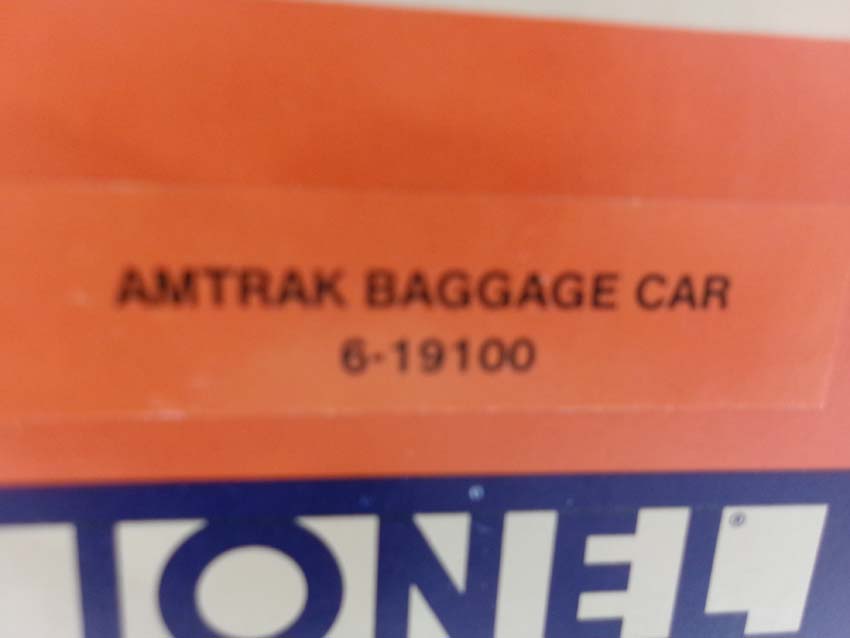 AMTRAK BAGGAGE CAR
6-19100
IONEL®